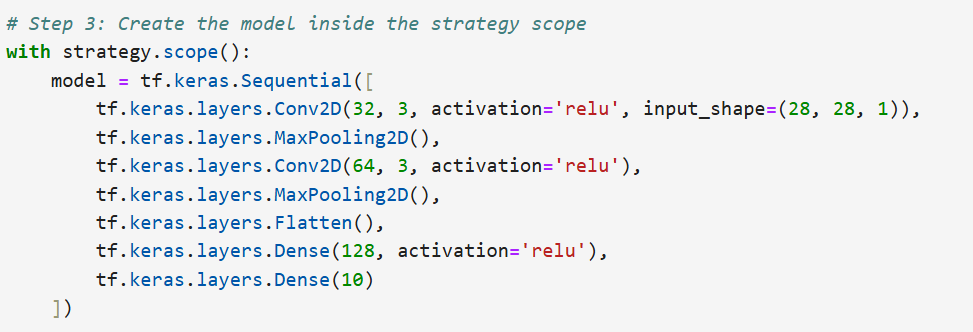 # Step 3: Create the model inside the strategy scope
with strategy.scope():
    model = tf.keras.Sequential([
        tf.keras.layers.Conv2D(32, 3, activation='relu', input_shape=(28, 28, 1)),
        tf.keras.layers.MaxPooling2D(),
        tf.keras.layers.Conv2D(64, 3, activation='relu'),
        tf.keras.layers.MaxPooling2D(),
        tf.keras.layers.Flatten(),
        tf.keras.layers.Dense(128, activation='relu'),
        tf.keras.layers.Dense(10)
    ])